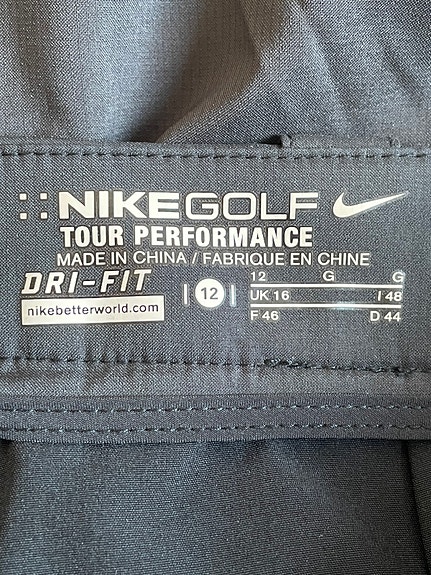 NIKEGOLF
TOUR PERFORMANCE
MADE IN CHINA / FABRIQUE EN CHINE
DRI-FIT
nikebetterworld.com
12
12 G G
UK 16 I 48
F 46 D 44